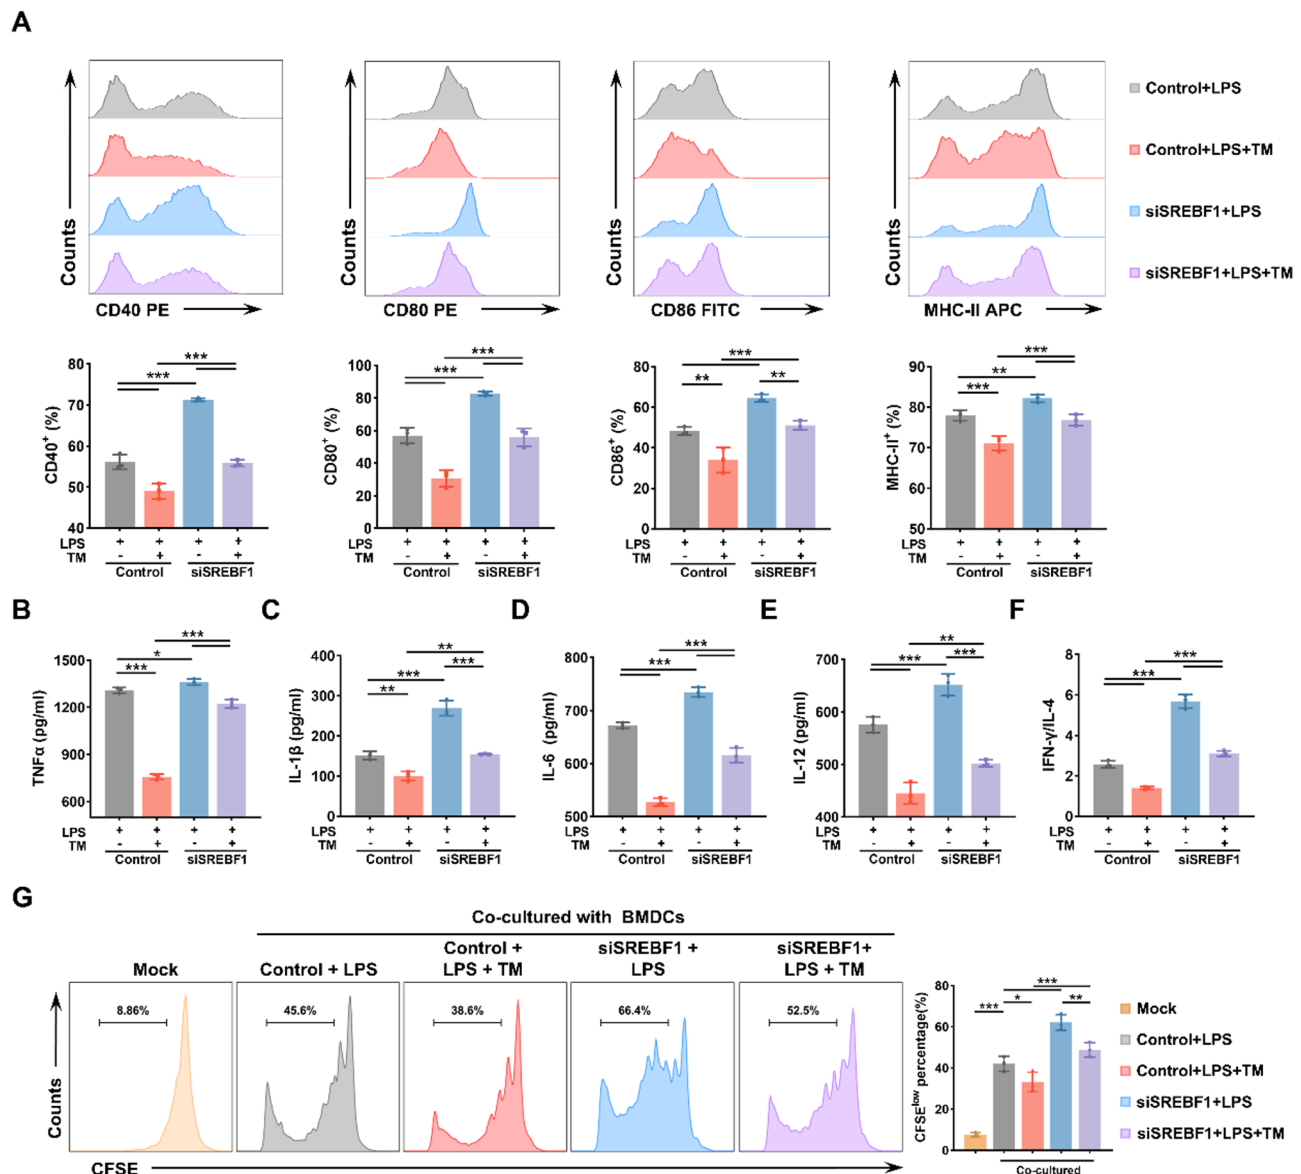 A
Control+LPS
Control+LPS+TM
siSREBF1+LPS
siSREBF1+LPS+TM
Counts
Counts
Counts
Counts
CD40 PE
CD80 PE
CD86 FITC
MHC-II APC
80
70
60
50
40
CD40+ (%)
***
***
LPS + + + +
TM - + - +
Control siSREBF1
100
80
60
40
20
0
CD80+ (%)
***
***
LPS + + + +
TM - + - +
Control siSREBF1
80
60
40
20
0
CD86+ (%)
***
** **
LPS + + + +
TM - + - +
Control siSREBF1
90
80
70
60
50
MHC-II+ (%)
***
**
***
LPS + + + +
TM - + - +
Control siSREBF1
B
1500
1200
900
600
TNFα (pg/ml)
***
*
***
LPS + + + +
TM - + - +
Control siSREBF1
C
400
300
200
100
0
IL-1β (pg/ml)
**
***
***
**
LPS + + + +
TM - + - +
Control siSREBF1
D
800
700
600
500
IL-6 (pg/ml)
***
***
LPS + + + +
TM - + - +
Control siSREBF1
E
700
600
500
400
IL-12 (pg/ml)
**
*** ***
LPS + + + +
TM - + - +
Control siSREBF1
F
8
6
4
2
0
IFN-γ/IL-4
***
***
LPS + + + +
TM - + - +
Control siSREBF1
G
Co-cultured with BMDCs
Mock
Control + LPS
Control +
LPS + TM
siSREBF1 +
LPS
siSREBF1+
LPS + TM
8.86%
45.6%
38.6%
66.4%
52.5%
Counts
CFSE
80
60
40
20
0
CFSElow percentage(%)
***
***
*** * **
Co-cultured
Mock
Control+LPS
Control+LPS+TM
siSREBF1+LPS
siSREBF1+LPS+TM